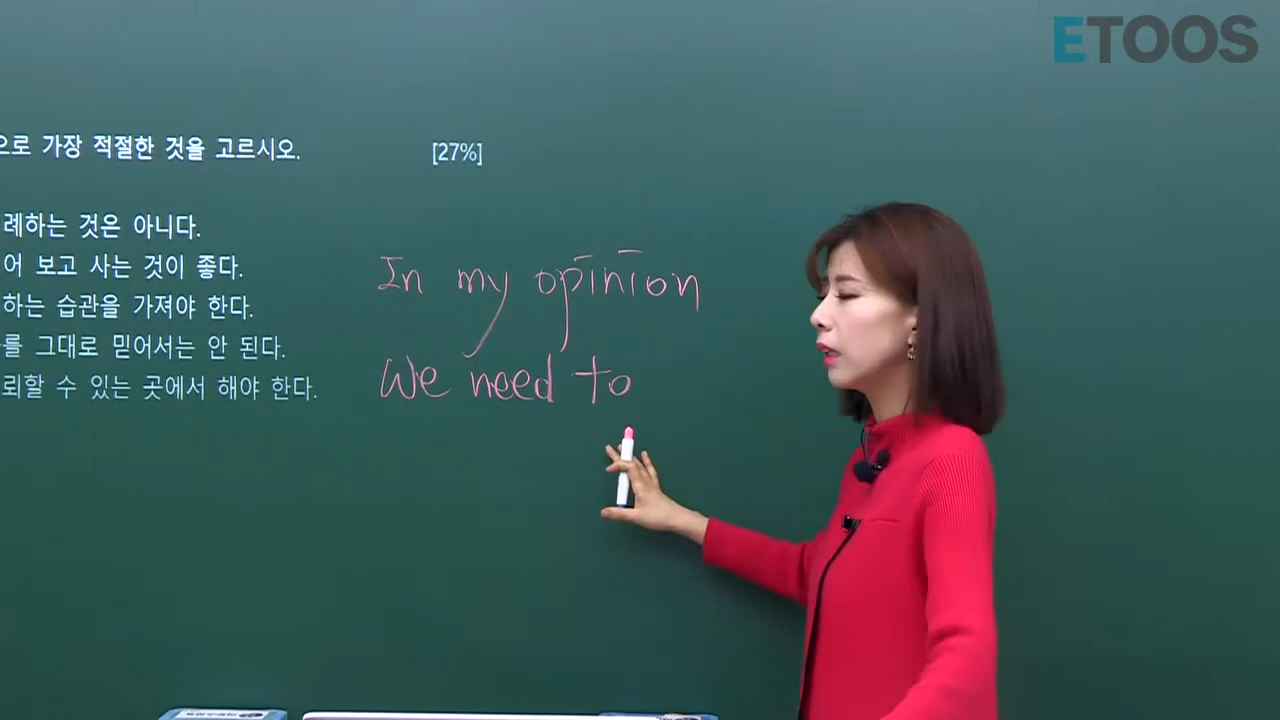 ETOOS
으로 가장 적절한 것을 고르시오. [27%]
례하는 것은 아니다.
어 보고 사는 것이 좋다.
하는 습관을 가져야 한다.
를 그대로 믿어서는 안 된다.
뢰할 수 있는 곳에서 해야 한다.
In my opinion
We need to